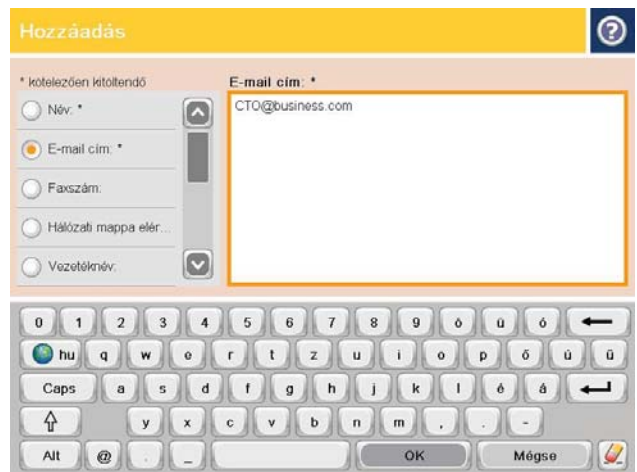 Hozzáadás
* kötelezően kitöltendő
E-mail cím: *
Név: *
CTO@business.com
E-mail cím: *
Faxszám:
Hálózati mappa elér...
Vezetéknév:
0 1 2 3 4 5 6 7 8 9 ö ü ó
hu q w e r t z u i o p ő ú ű
Caps a s d f g h j k l é á
y x c v b n m , . -
Alt @ . _ OK Mégse